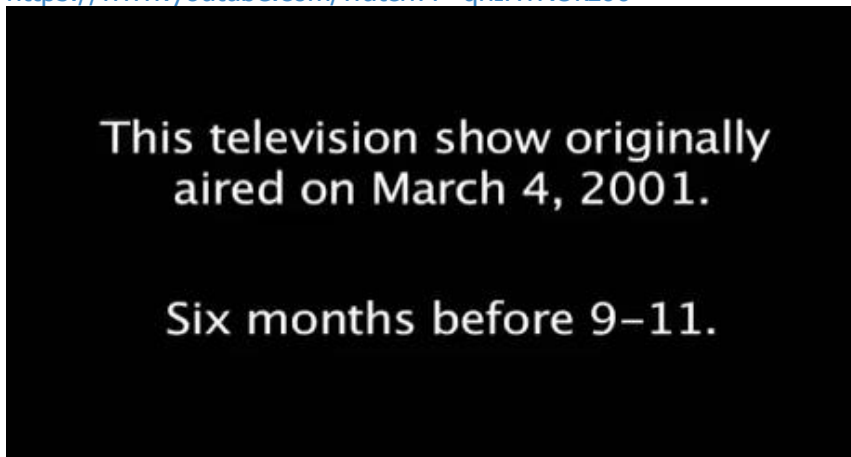 This television show originally
aired on March 4, 2001.
Six months before 9-11.